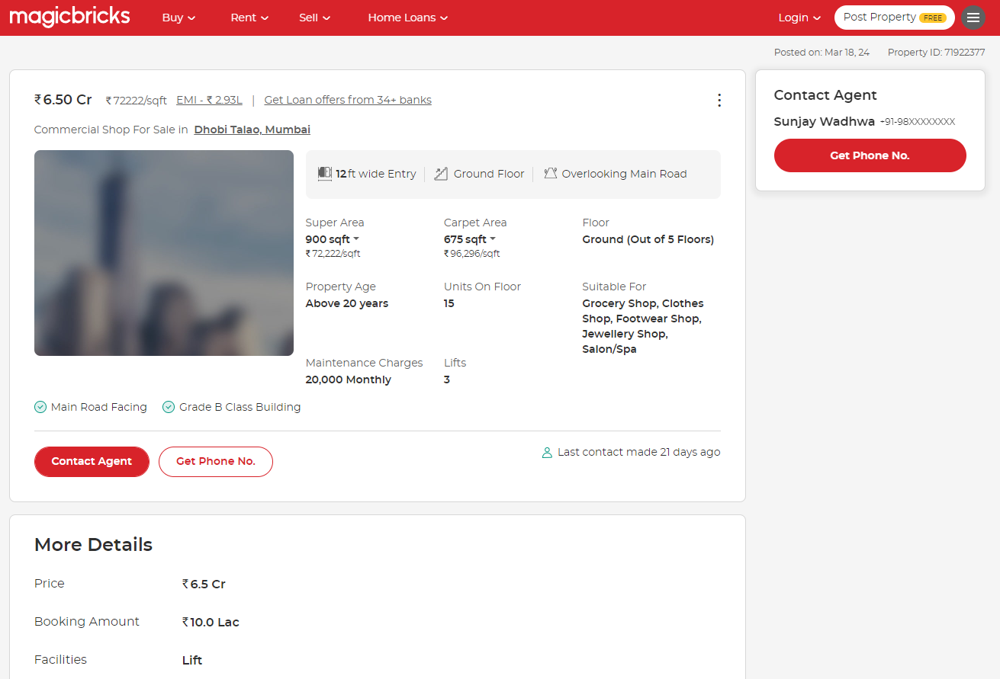 magicbricks
Buy Rent Sell Home Loans Login Post Property FREE
Posted on: Mar 18, 24 Property ID: 71922377
₹6.50 Cr ₹72222/sqft EMI - ₹ 2.93L | Get Loan offers from 34+ banks
Commercial Shop For Sale in Dhobi Talao, Mumbai
12ft wide Entry Ground Floor Overlooking Main Road
Super Area
900 sqft
₹72,222/sqft
Carpet Area
675 sqft
₹96,296/sqft
Floor
Ground (Out of 5 Floors)
Property Age
Above 20 years
Units On Floor
15
Suitable For
Grocery Shop, Clothes
Shop, Footwear Shop,
Jewellery Shop,
Salon/Spa
Maintenance Charges
20,000 Monthly
Lifts
3
Main Road Facing Grade B Class Building
Contact Agent Get Phone No. Last contact made 21 days ago
Contact Agent
Sunjay Wadhwa +91-98XXXXXXXX
Get Phone No.
More Details
Price ₹6.5 Cr
Booking Amount ₹10.0 Lac
Facilities Lift